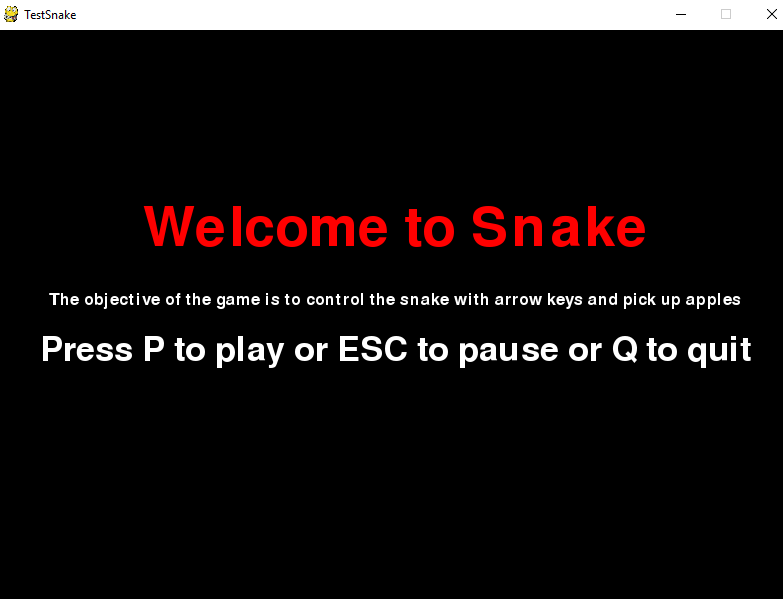 TestSnake
Welcome to Snake
The objective of the game is to control the snake with arrow keys and pick up apples
Press P to play or ESC to pause or Q to quit